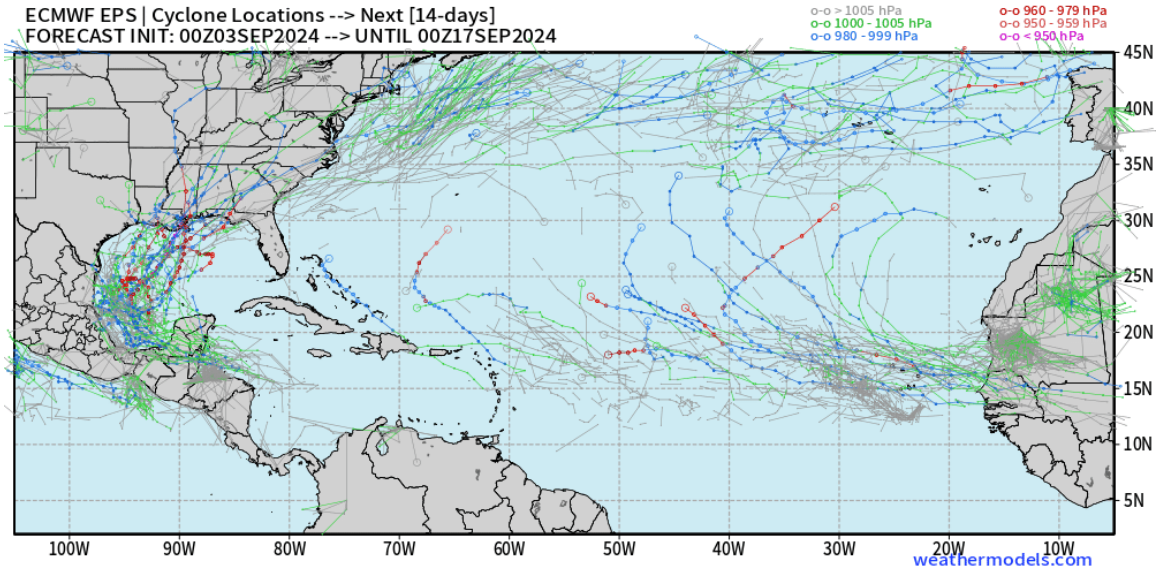 ECMWF EPS | Cyclone Locations --> Next [14-days]
FORECAST INIT: 00Z03SEP2024 --> UNTIL 00Z17SEP2024
o-o > 1005 hPa
o-o 1000 - 1005 hPa
o-o 980 - 999 hPa
o-o 960 - 979 hPa
o-o 950 - 959 hPa
o-o < 950 hPa
45N
40N
35N
30N
25N
20N
15N
10N
5N
100W 90W 80W 70W 60W 50W 40W 30W 20W 10W
weathermodels.com